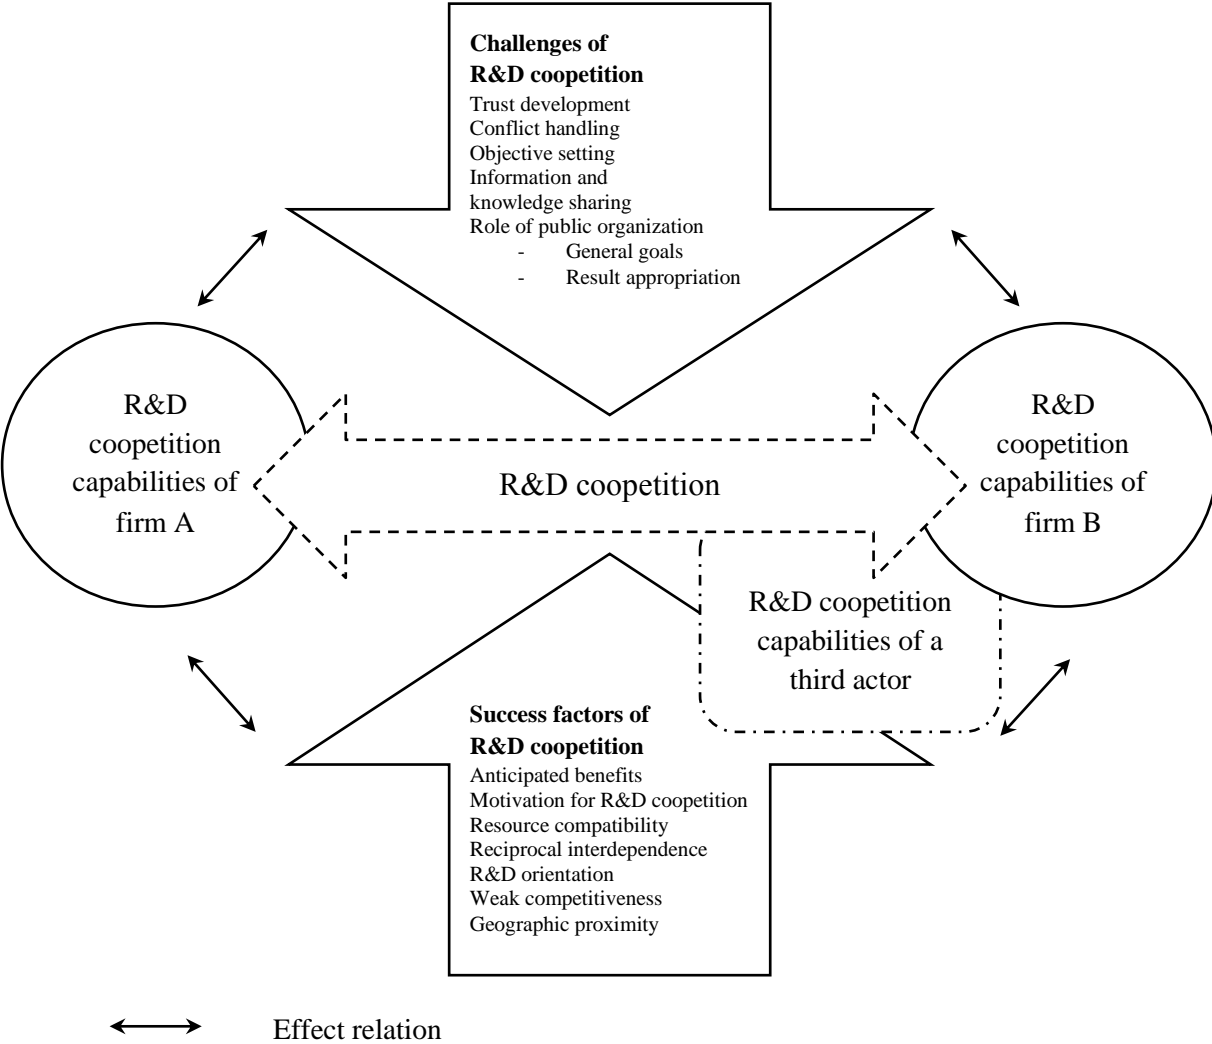 Challenges of
R&D coopetition
Trust development
Conflict handling
Objective setting
Information and
knowledge sharing
Role of public organization
- General goals
- Result appropriation
R&D
coopetition
capabilities of
firm A
R&D coopetition
R&D
coopetition
capabilities of
firm B
R&D coopetition
capabilities of a
third actor
Success factors of
R&D coopetition
Anticipated benefits
Motivation for R&D coopetition
Resource compatibility
Reciprocal interdependence
R&D orientation
Weak competitiveness
Geographic proximity
Effect relation